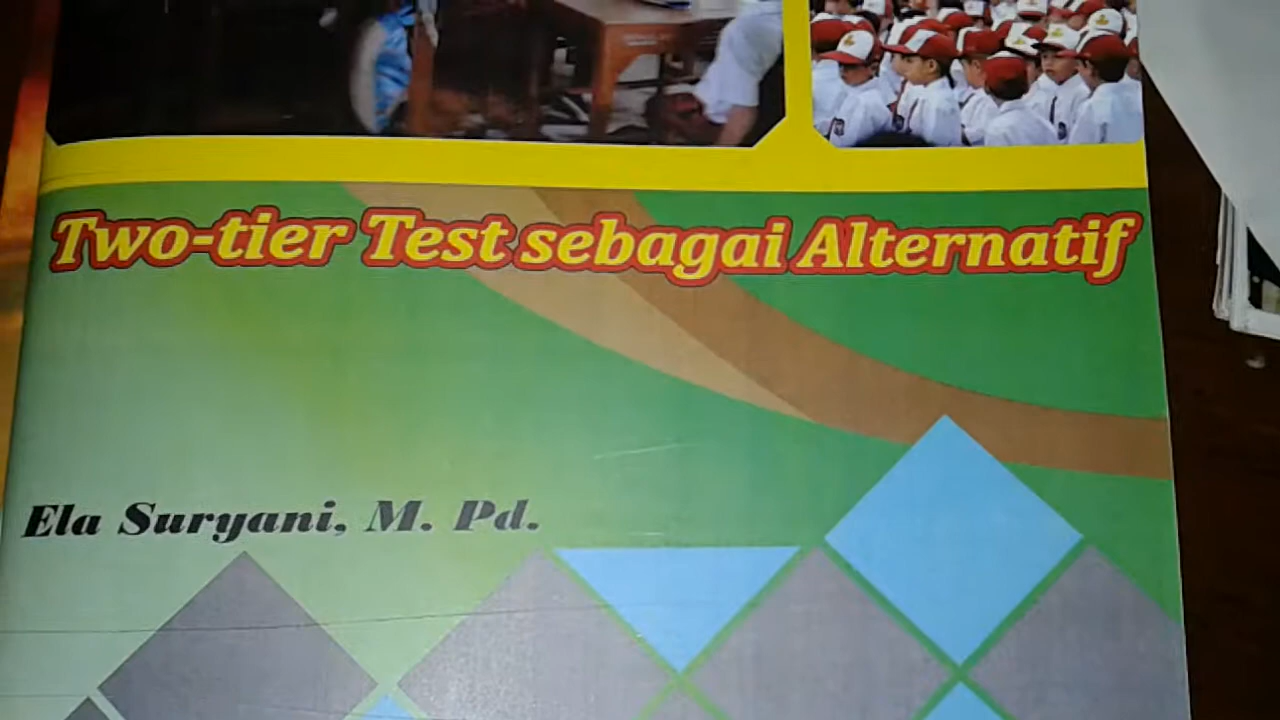 Two-tier Test sebagai Alternatif
Ela Suryani, M. Pd.